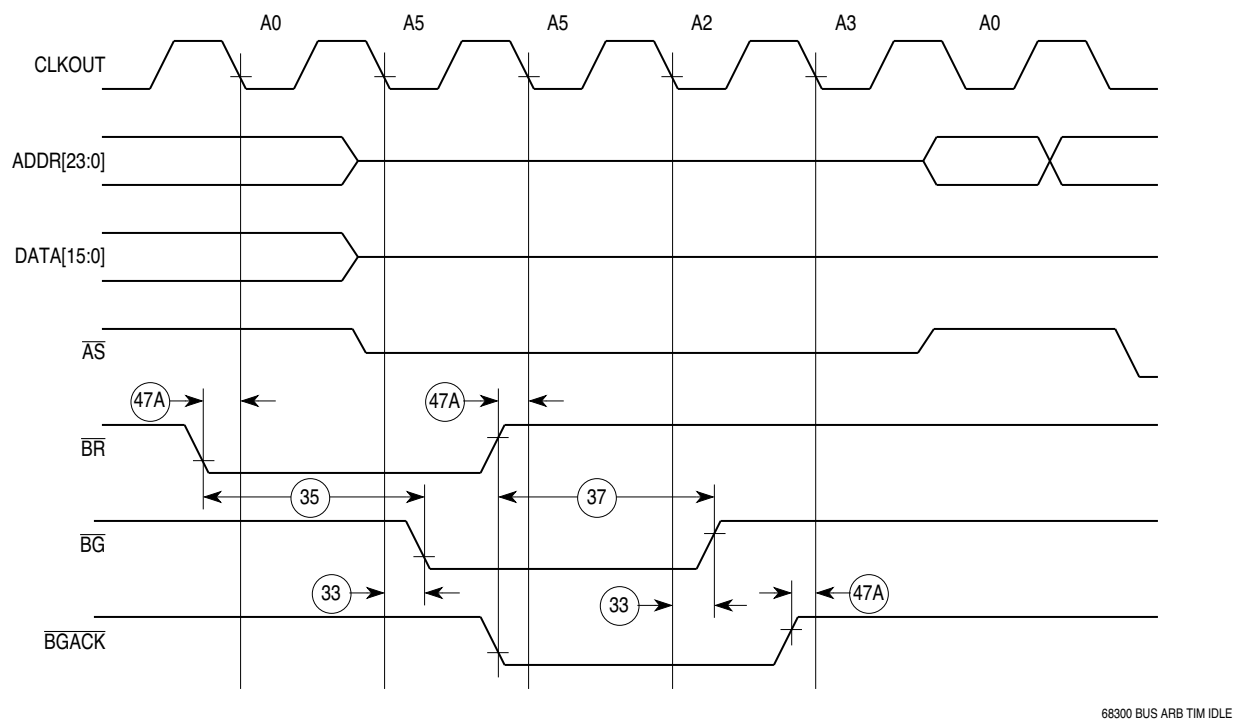 A0 A5 A5 A2 A3 A0
CLKOUT
ADDR[23:0]
DATA[15:0]
AS
47A 47A
BR
35 37
BG
33 33 47A
BGACK
68300 BUS ARB TIM IDLE